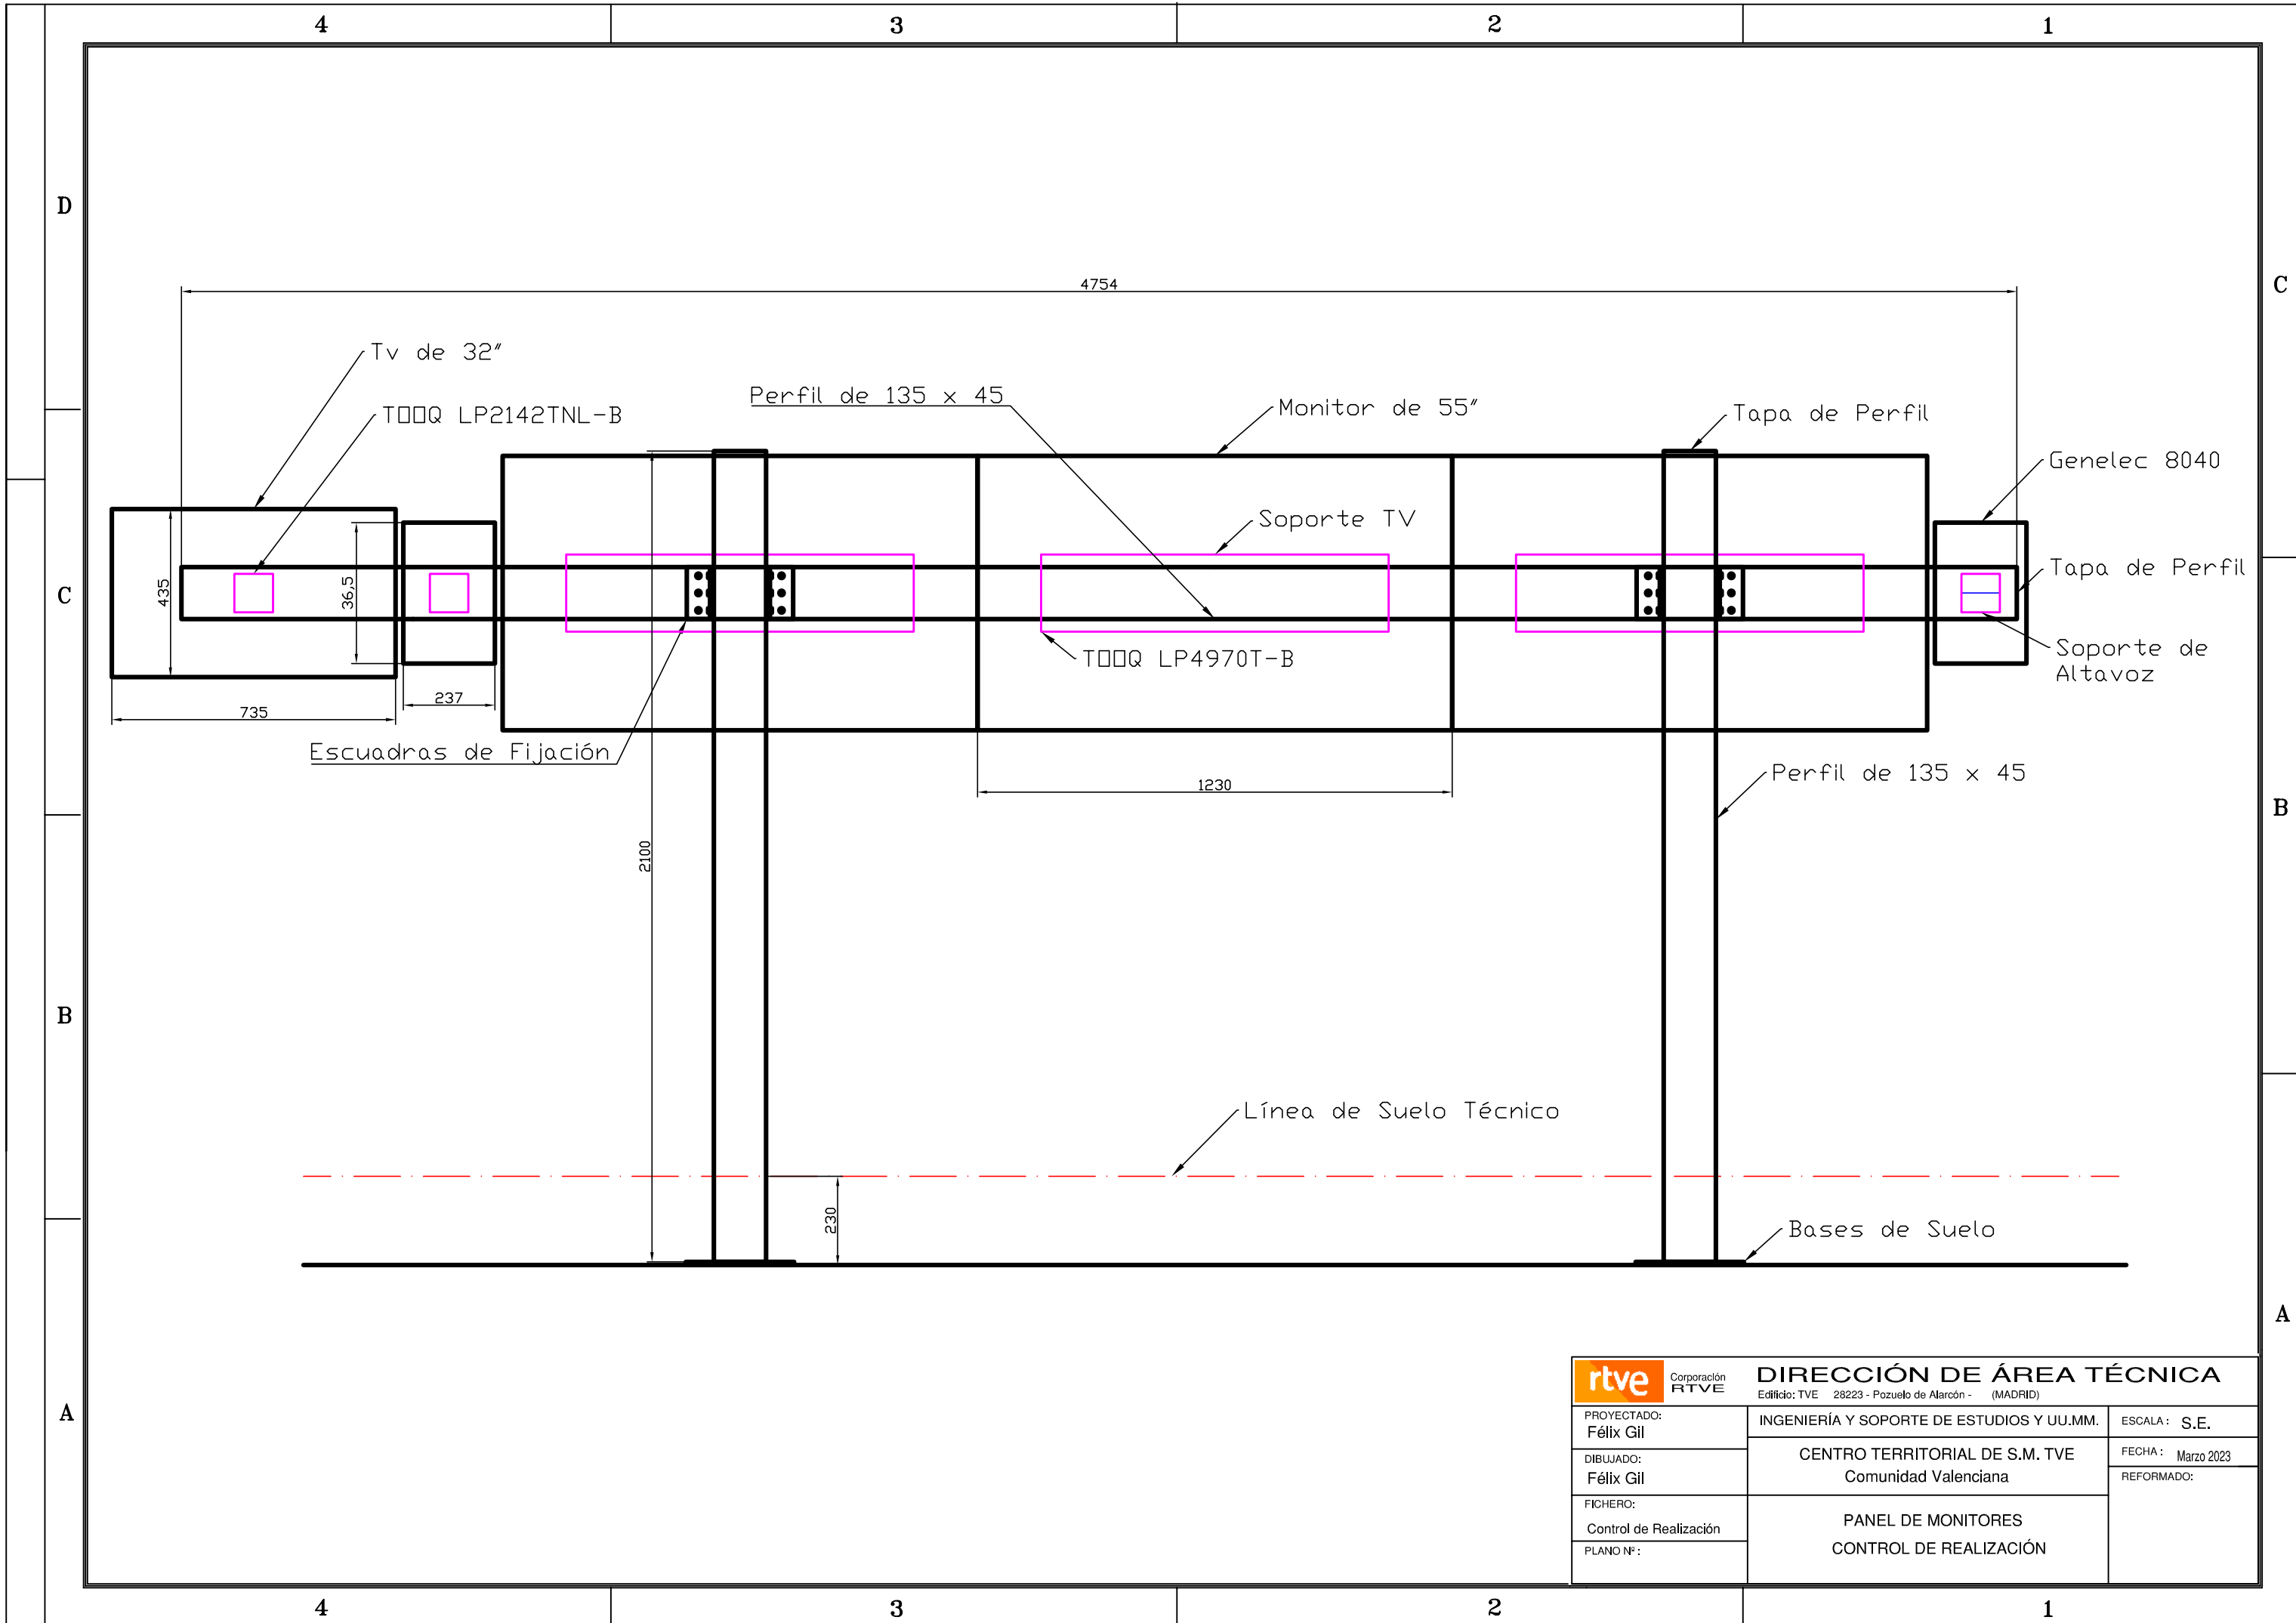 4 3 2 1
D
C
4754
Tv de 32"
Perfil de 135 x 45
Monitor de 55"
Tapa de Perfil
TOOQ LP2142TNL-B
Genelec 8040
Soporte TV
C
435
36,5
Tapa de Perfil
TOOQ LP4970T-B
Soporte de
Altavoz
735
237
Escuadras de Fijación
1230
Perfil de 135 x 45
B
2100
B
Línea de Suelo Técnico
230
Bases de Suelo
A
A
rtve
Corporación
RTVE
DIRECCIÓN DE ÁREA TÉCNICA
Edificio: TVE 28223 - Pozuelo de Alarcón - (MADRID)
PROYECTADO:
Félix Gil
INGENIERÍA Y SOPORTE DE ESTUDIOS Y UU.MM.
ESCALA : S.E.
DIBUJADO:
Félix Gil
CENTRO TERRITORIAL DE S.M. TVE
Comunidad Valenciana
FECHA : Marzo 2023
REFORMADO:
FICHERO:
Control de Realización
PANEL DE MONITORES
CONTROL DE REALIZACIÓN
PLANO Nº :
4 3 2 1